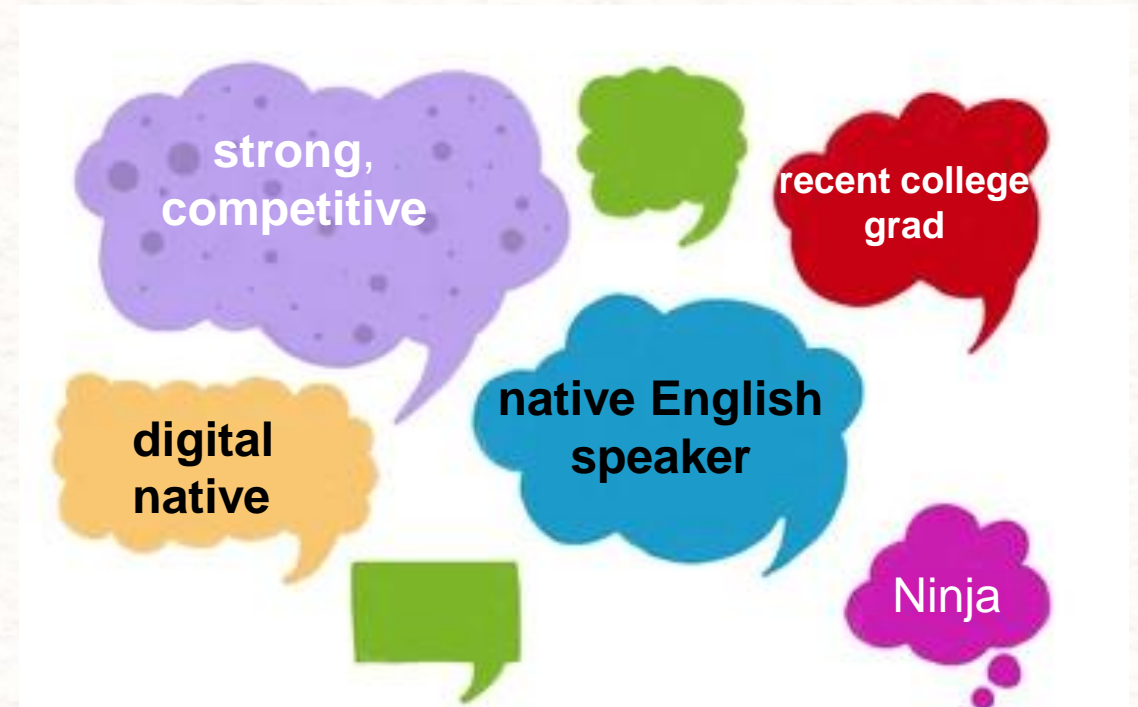 strong,
competitive
recent college
grad
digital
native
native English
speaker
Ninja